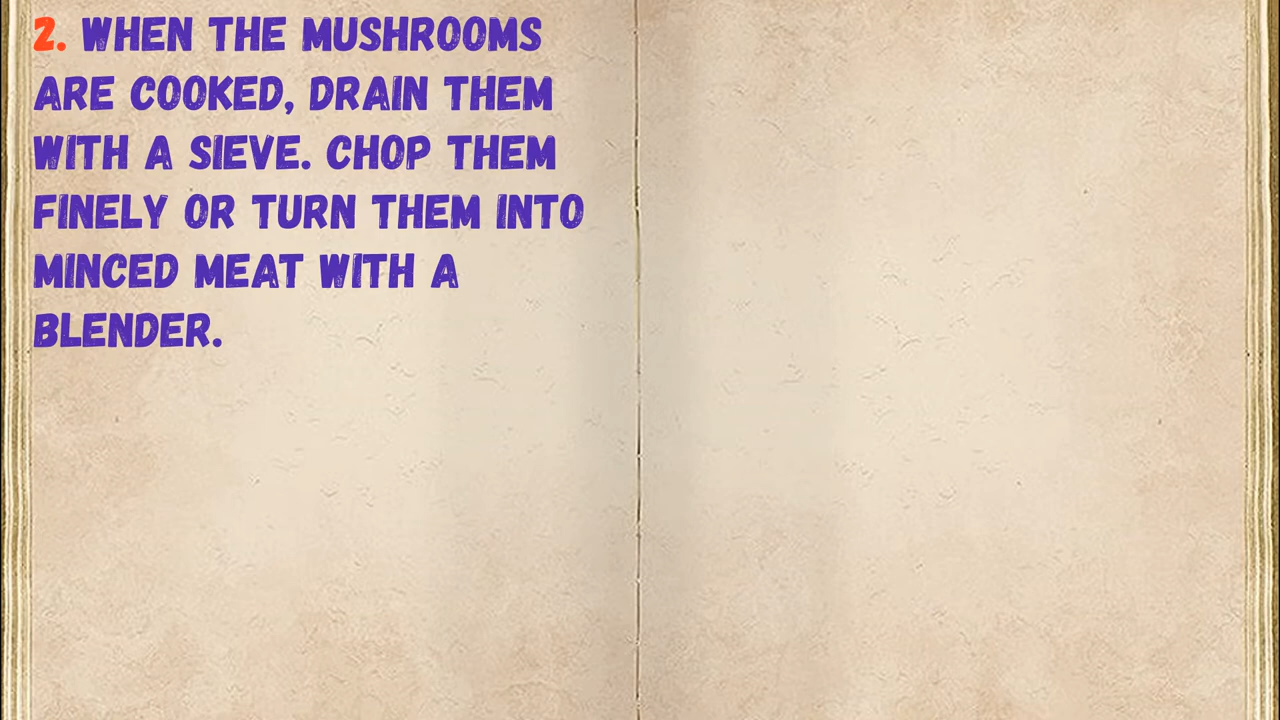 2. WHEN THE MUSHROOMS
ARE COOKED, DRAIN THEM
WITH A SIEVE. CHOP THEM
FINELY OR TURN THEM INTO
MINCED MEAT WITH A
BLENDER.